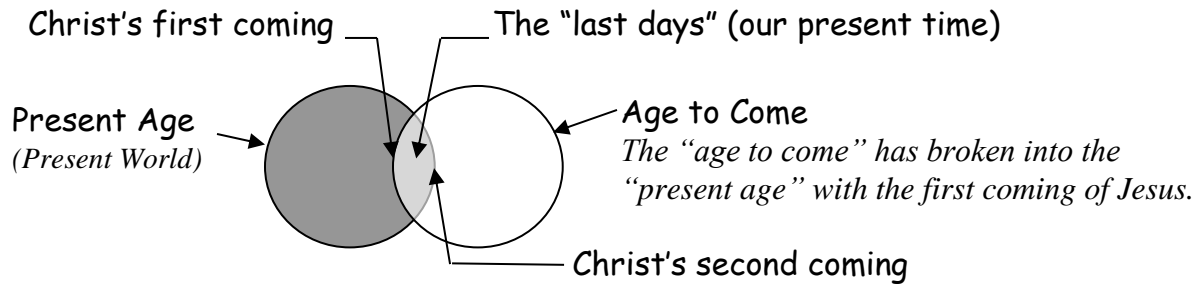 Christ's first coming
The “last days” (our present time)
Present Age
(Present World)
Age to Come
The “age to come” has broken into the
“present age” with the first coming of Jesus.
Christ's second coming